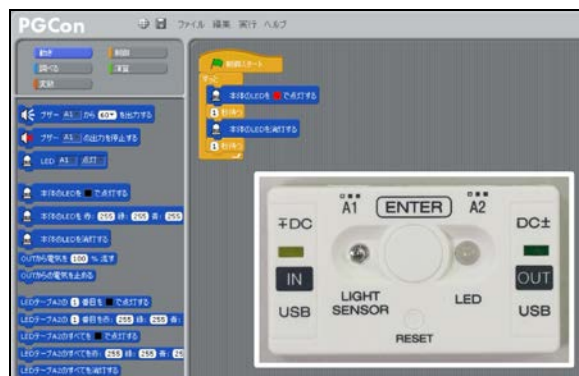 PGCon
ファイル 編集 実行 ヘルプ
動き
制御
調べる
演算
変数
制御スタート
ずっと
本体のLEDを で点灯する
1 秒待つ
本体のLEDを消灯する
1 秒待つ
ブザー A1 から 60 を出力する
ブザー A1 の出力を停止する
LED A1 点灯
本体のLEDを で点灯する
本体のLEDを 赤: 255 緑: 255 青: 255
本体のLEDを消灯する
OUTから電気を 100 % 流す
OUTからの電気を止める
LEDテープA2の 1 番目を で点灯する
LEDテープA2の 1 番目を赤: 255 緑: 255 青:
LEDテープA2のすべてを で点灯する
LEDテープA2のすべてを赤: 255 緑: 255 青: 25
LEDテープA2のすべてを消灯する
A1
ENTER
A2
∓DC
DC±
IN
OUT
USB
LIGHT
SENSOR
LED
USB
RESET